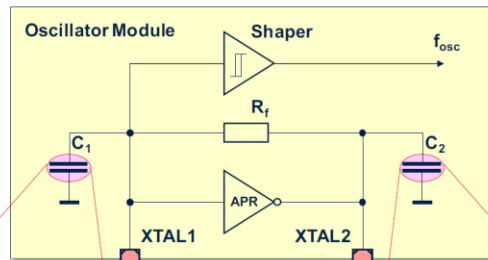 Oscillator Module
Shaper
fosc
Rf
C1
C2
APR
XTAL1
XTAL2